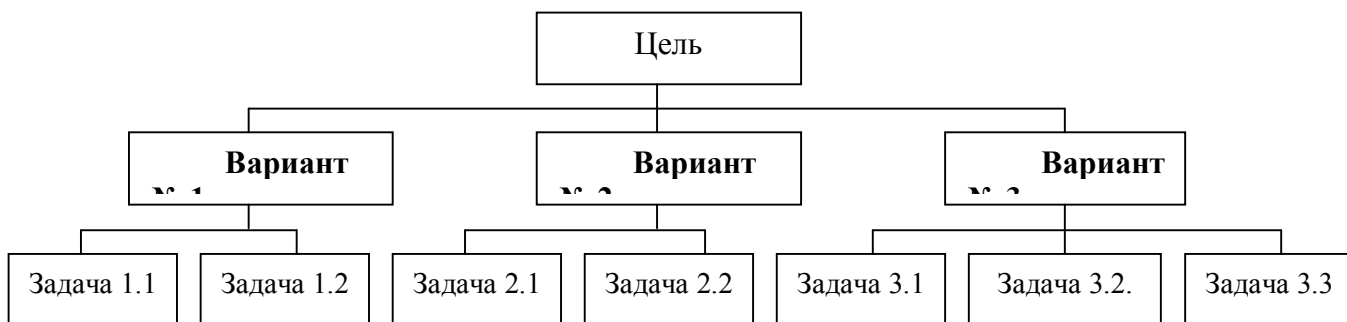 Цель
Вариант
Вариант
Вариант
Задача 1.1
Задача 1.2
Задача 2.1
Задача 2.2
Задача 3.1
Задача 3.2.
Задача 3.3